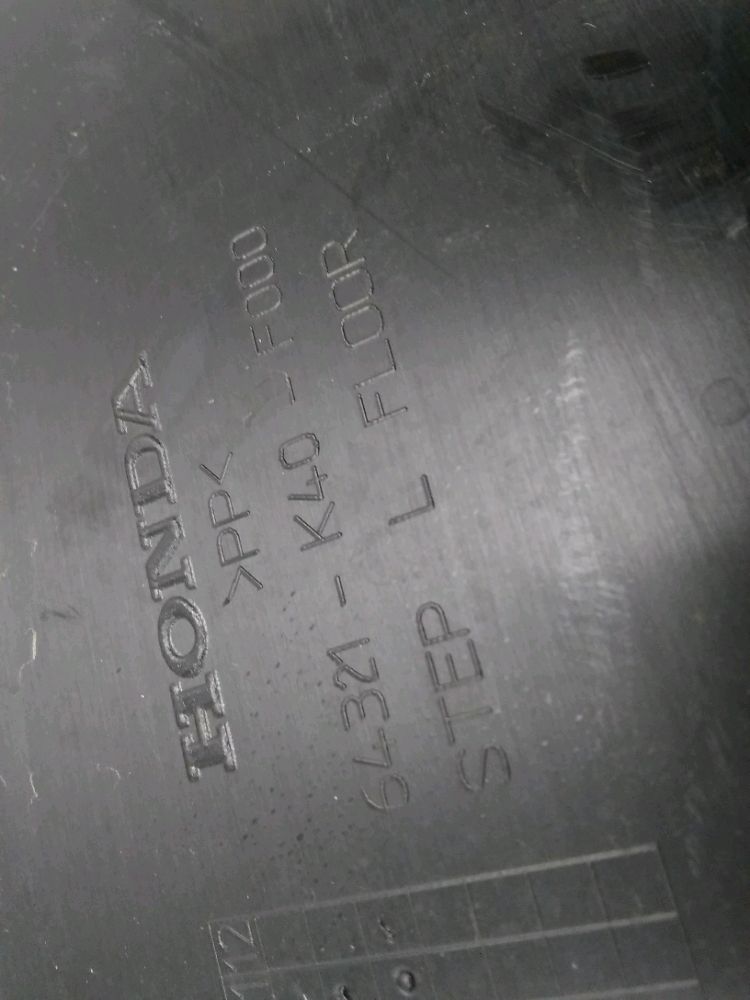 HONDA
>PP<
64321 - K40 - F000
STEP L FLOOR